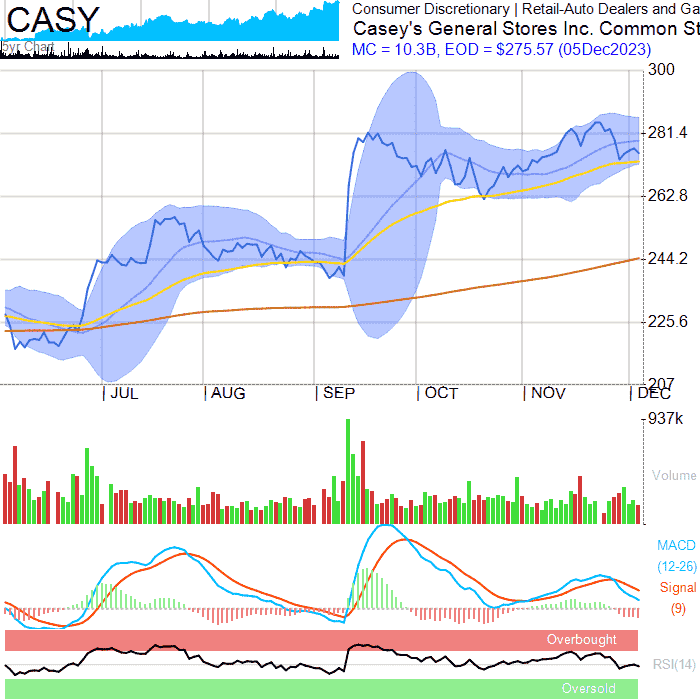 CASY
5yr Chart
Consumer Discretionary | Retail-Auto Dealers and Ga
Casey's General Stores Inc. Common St
MC = 10.3B, EOD = $275.57 (05Dec2023)
300
281.4
262.8
244.2
225.6
207
JUL AUG SEP OCT NOV DEC
937k
Volume
MACD
(12-26)
Signal
(9)
Overbought
RSI(14)
Oversold